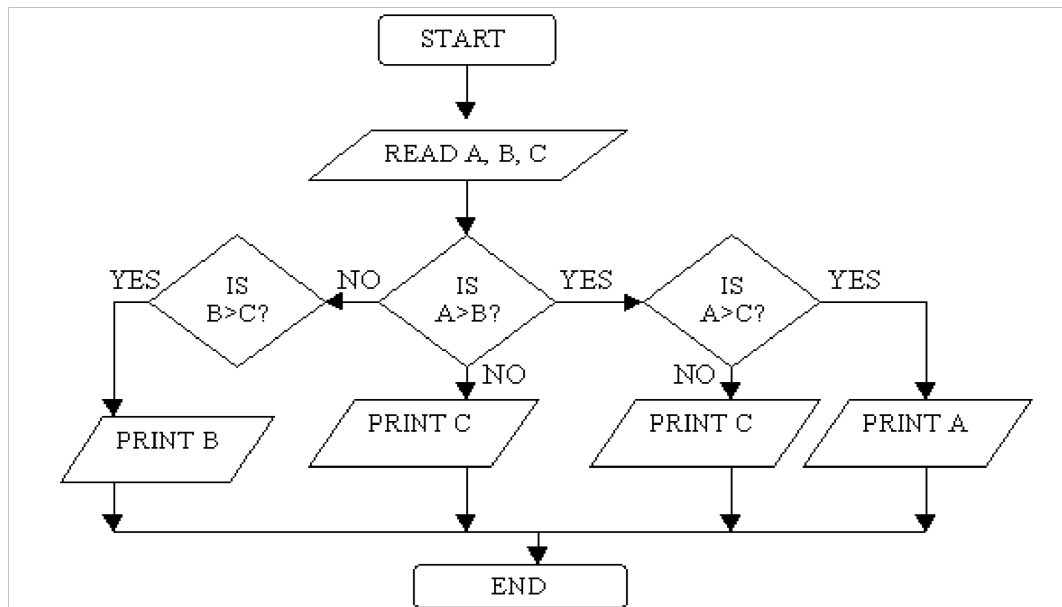 START
READ A, B, C
YES
IS
B>C?
NO
IS
A>B?
YES
IS
A>C?
YES
NO
NO
PRINT B
PRINT C
PRINT C
PRINT A
END